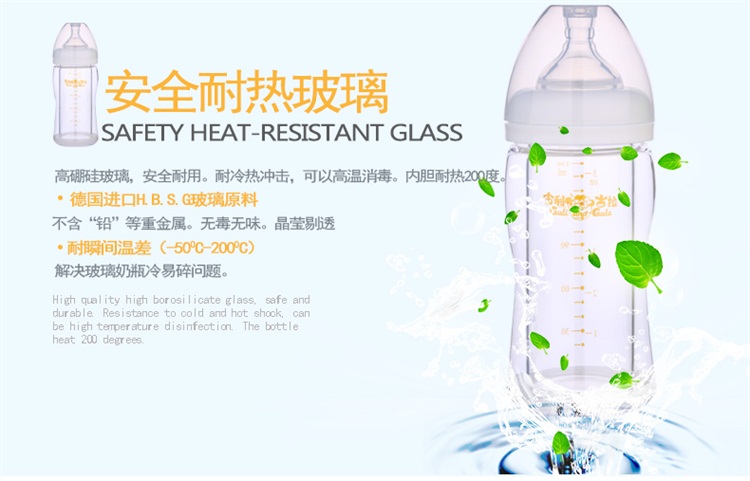 安全耐热玻璃
SAFETY HEAT-RESISTANT GLASS
高硼硅玻璃，安全耐用。耐冷热冲击，可以高温消毒。内胆耐热200度。
• 德国进口H.B.S.G玻璃原料
不含“铅”等重金属。无毒无味。晶莹剔透
• 耐瞬间温差（-50℃-200℃）
解决玻璃奶瓶冷易碎问题。
High quality high borosilicate glass, safe and
durable. Resistance to cold and hot shock, can
be high temperature disinfection. The bottle
heat 200 degrees.